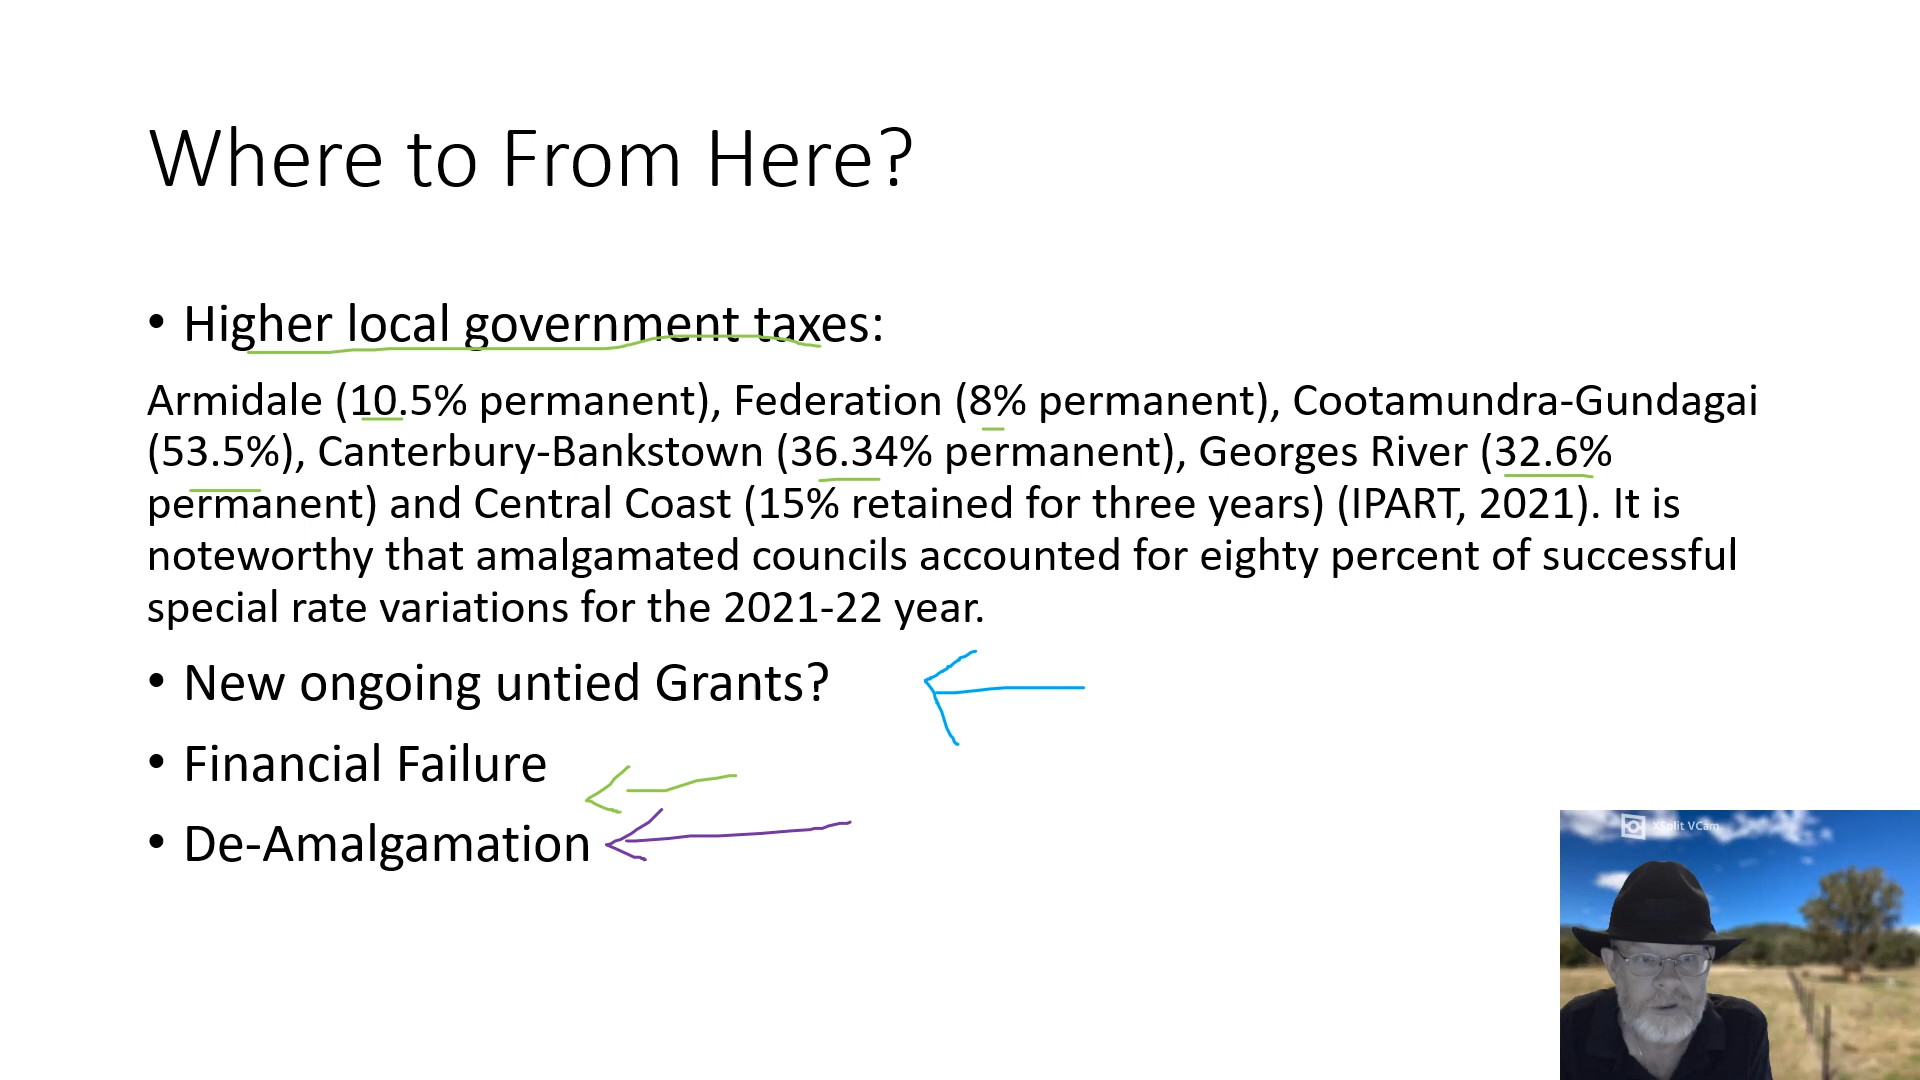 Where to From Here?
• Higher local government taxes:
Armidale (10.5% permanent), Federation (8% permanent), Cootamundra-Gundagai
(53.5%), Canterbury-Bankstown (36.34% permanent), Georges River (32.6%
permanent) and Central Coast (15% retained for three years) (IPART, 2021). It is
noteworthy that amalgamated councils accounted for eighty percent of successful
special rate variations for the 2021-22 year.
• New ongoing untied Grants?
• Financial Failure
• De-Amalgamation
XSplit VCam